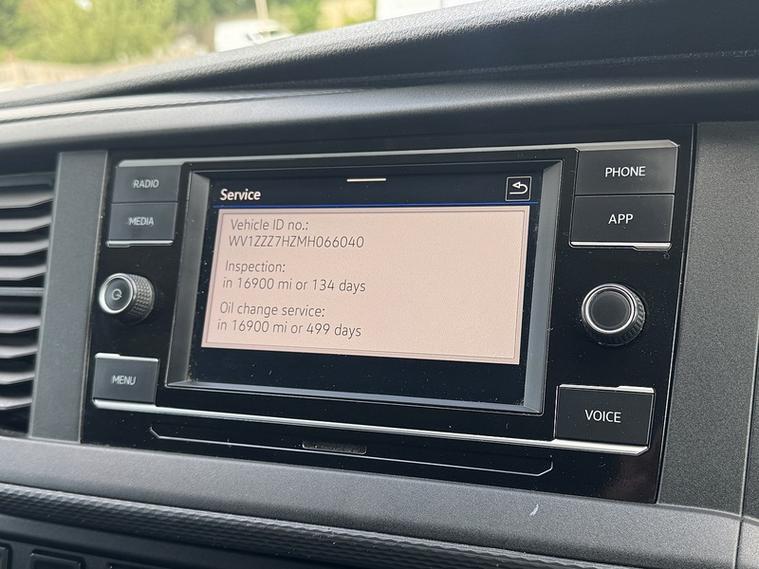 RADIO
MEDIA
MENU
Service
Vehicle ID no.:
WV1ZZZ7HZMH066040
Inspection:
in 16900 mi or 134 days
Oil change service:
in 16900 mi or 499 days
PHONE
APP
VOICE